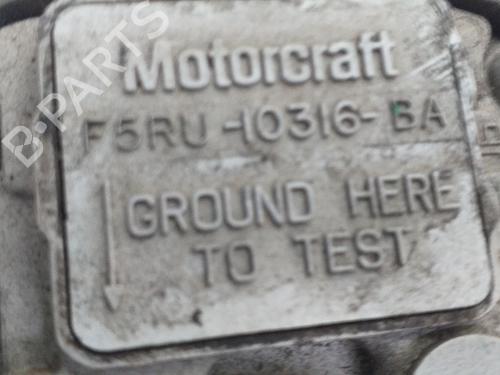 Motorcraft
F5RU-10316-BA
GROUND HERE
TO TEST
B-PARTS